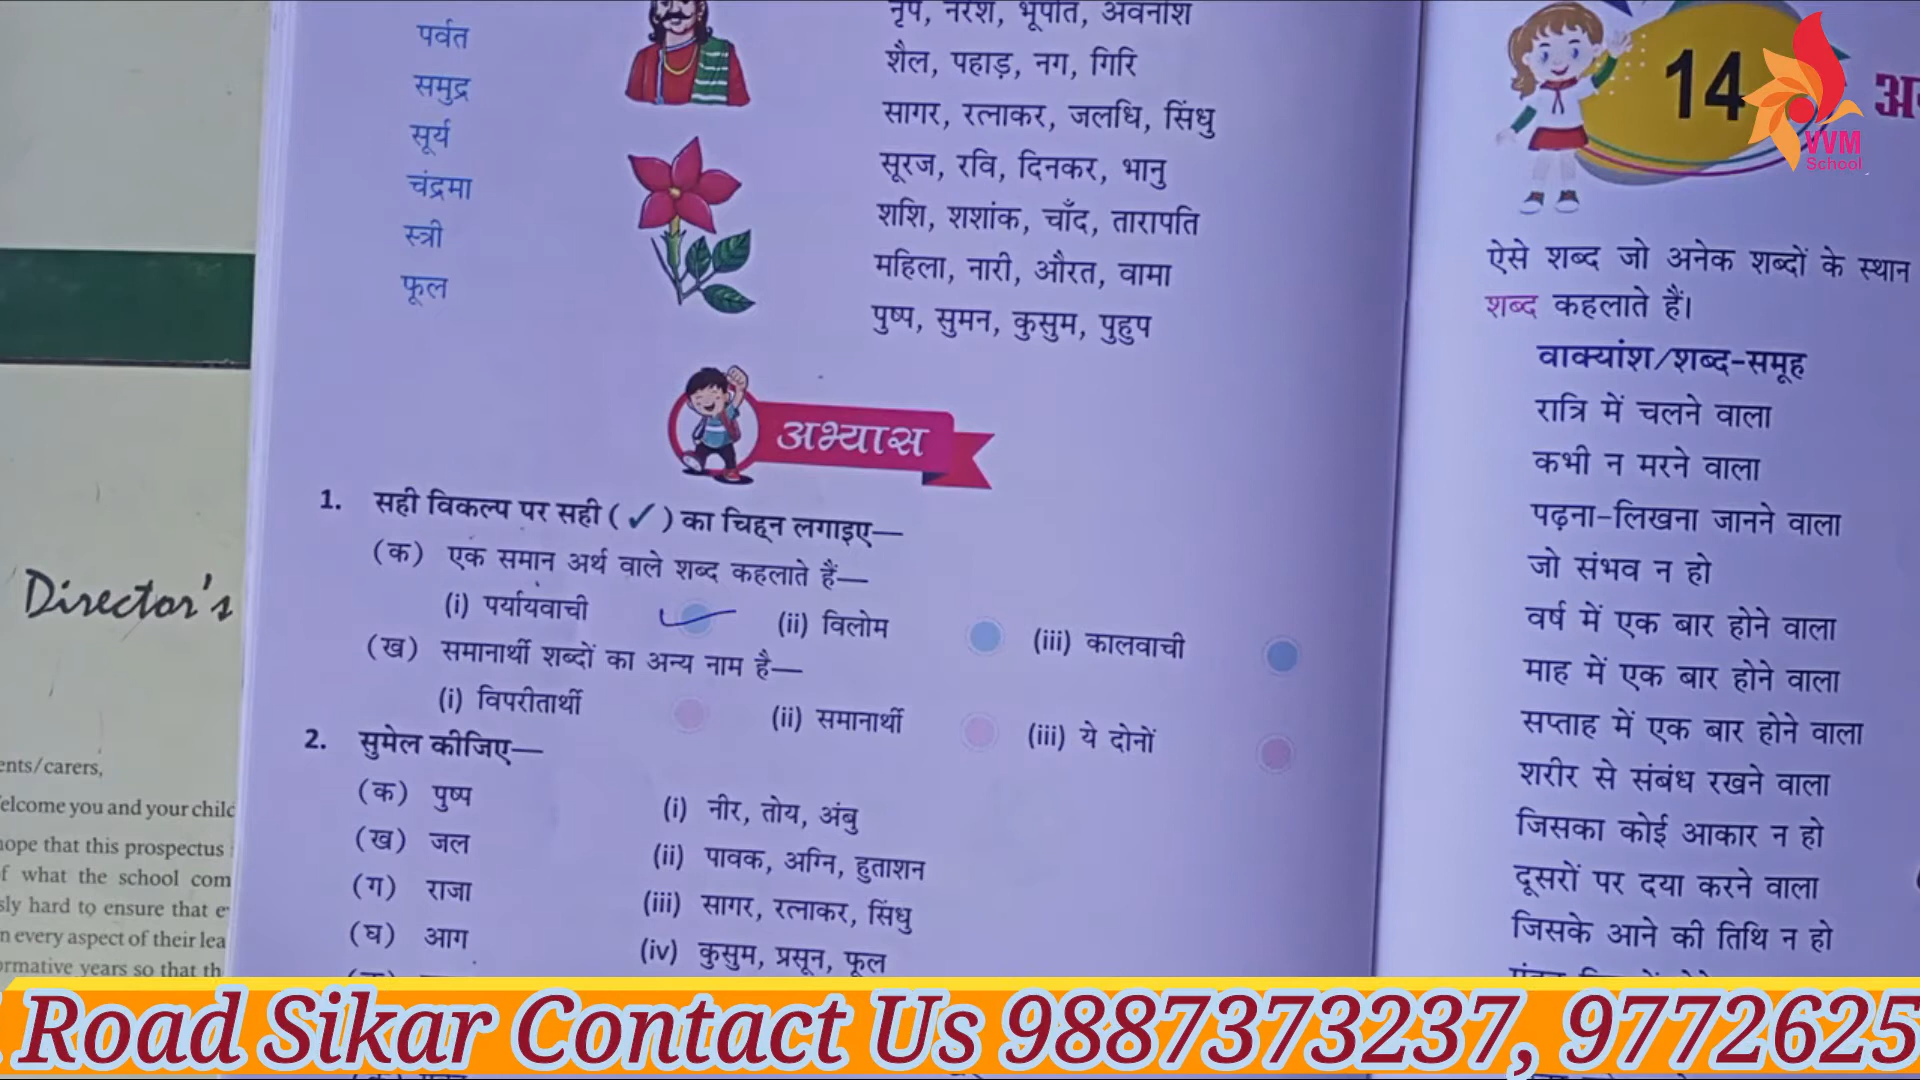 नृप, नरेश, भूपति, अवनीश
पर्वत
शैल, पहाड़, नग, गिरि
समुद्र
सागर, रत्नाकर, जलधि, सिंधु
सूर्य
सूरज, रवि, दिनकर, भानु
चंद्रमा
शशि, शशांक, चाँद, तारापति
स्त्री
महिला, नारी, औरत, वामा
फूल
पुष्प, सुमन, कुसुम, पुहुप
अभ्यास
1. सही विकल्प पर सही ( ✓ ) का चिह्न लगाइए—
(क) एक समान अर्थ वाले शब्द कहलाते हैं—
(i) पर्यायवाची (ii) विलोम (iii) कालवाची
(ख) समानार्थी शब्दों का अन्य नाम है—
(i) विपरीतार्थी (ii) समानार्थी (iii) ये दोनों
2. सुमेल कीजिए—
(क) पुष्प (i) नीर, तोय, अंबु
(ख) जल (ii) पावक, अग्नि, हुताशन
(ग) राजा (iii) सागर, रत्नाकर, सिंधु
(घ) आग (iv) कुसुम, प्रसून, फूल
14
VVM
School
ऐसे शब्द जो अनेक शब्दों के स्थान
शब्द कहलाते हैं।
वाक्यांश/शब्द-समूह
रात्रि में चलने वाला
कभी न मरने वाला
पढ़ना-लिखना जानने वाला
जो संभव न हो
वर्ष में एक बार होने वाला
माह में एक बार होने वाला
सप्ताह में एक बार होने वाला
शरीर से संबंध रखने वाला
जिसका कोई आकार न हो
दूसरों पर दया करने वाला
जिसके आने की तिथि न हो
Director's
ents/carers,
elcome you and your child
ope that this prospectus
f what the school com
sly hard to ensure that e
n every aspect of their lea
ormative years so that th
Road Sikar Contact Us 9887373237, 9772625